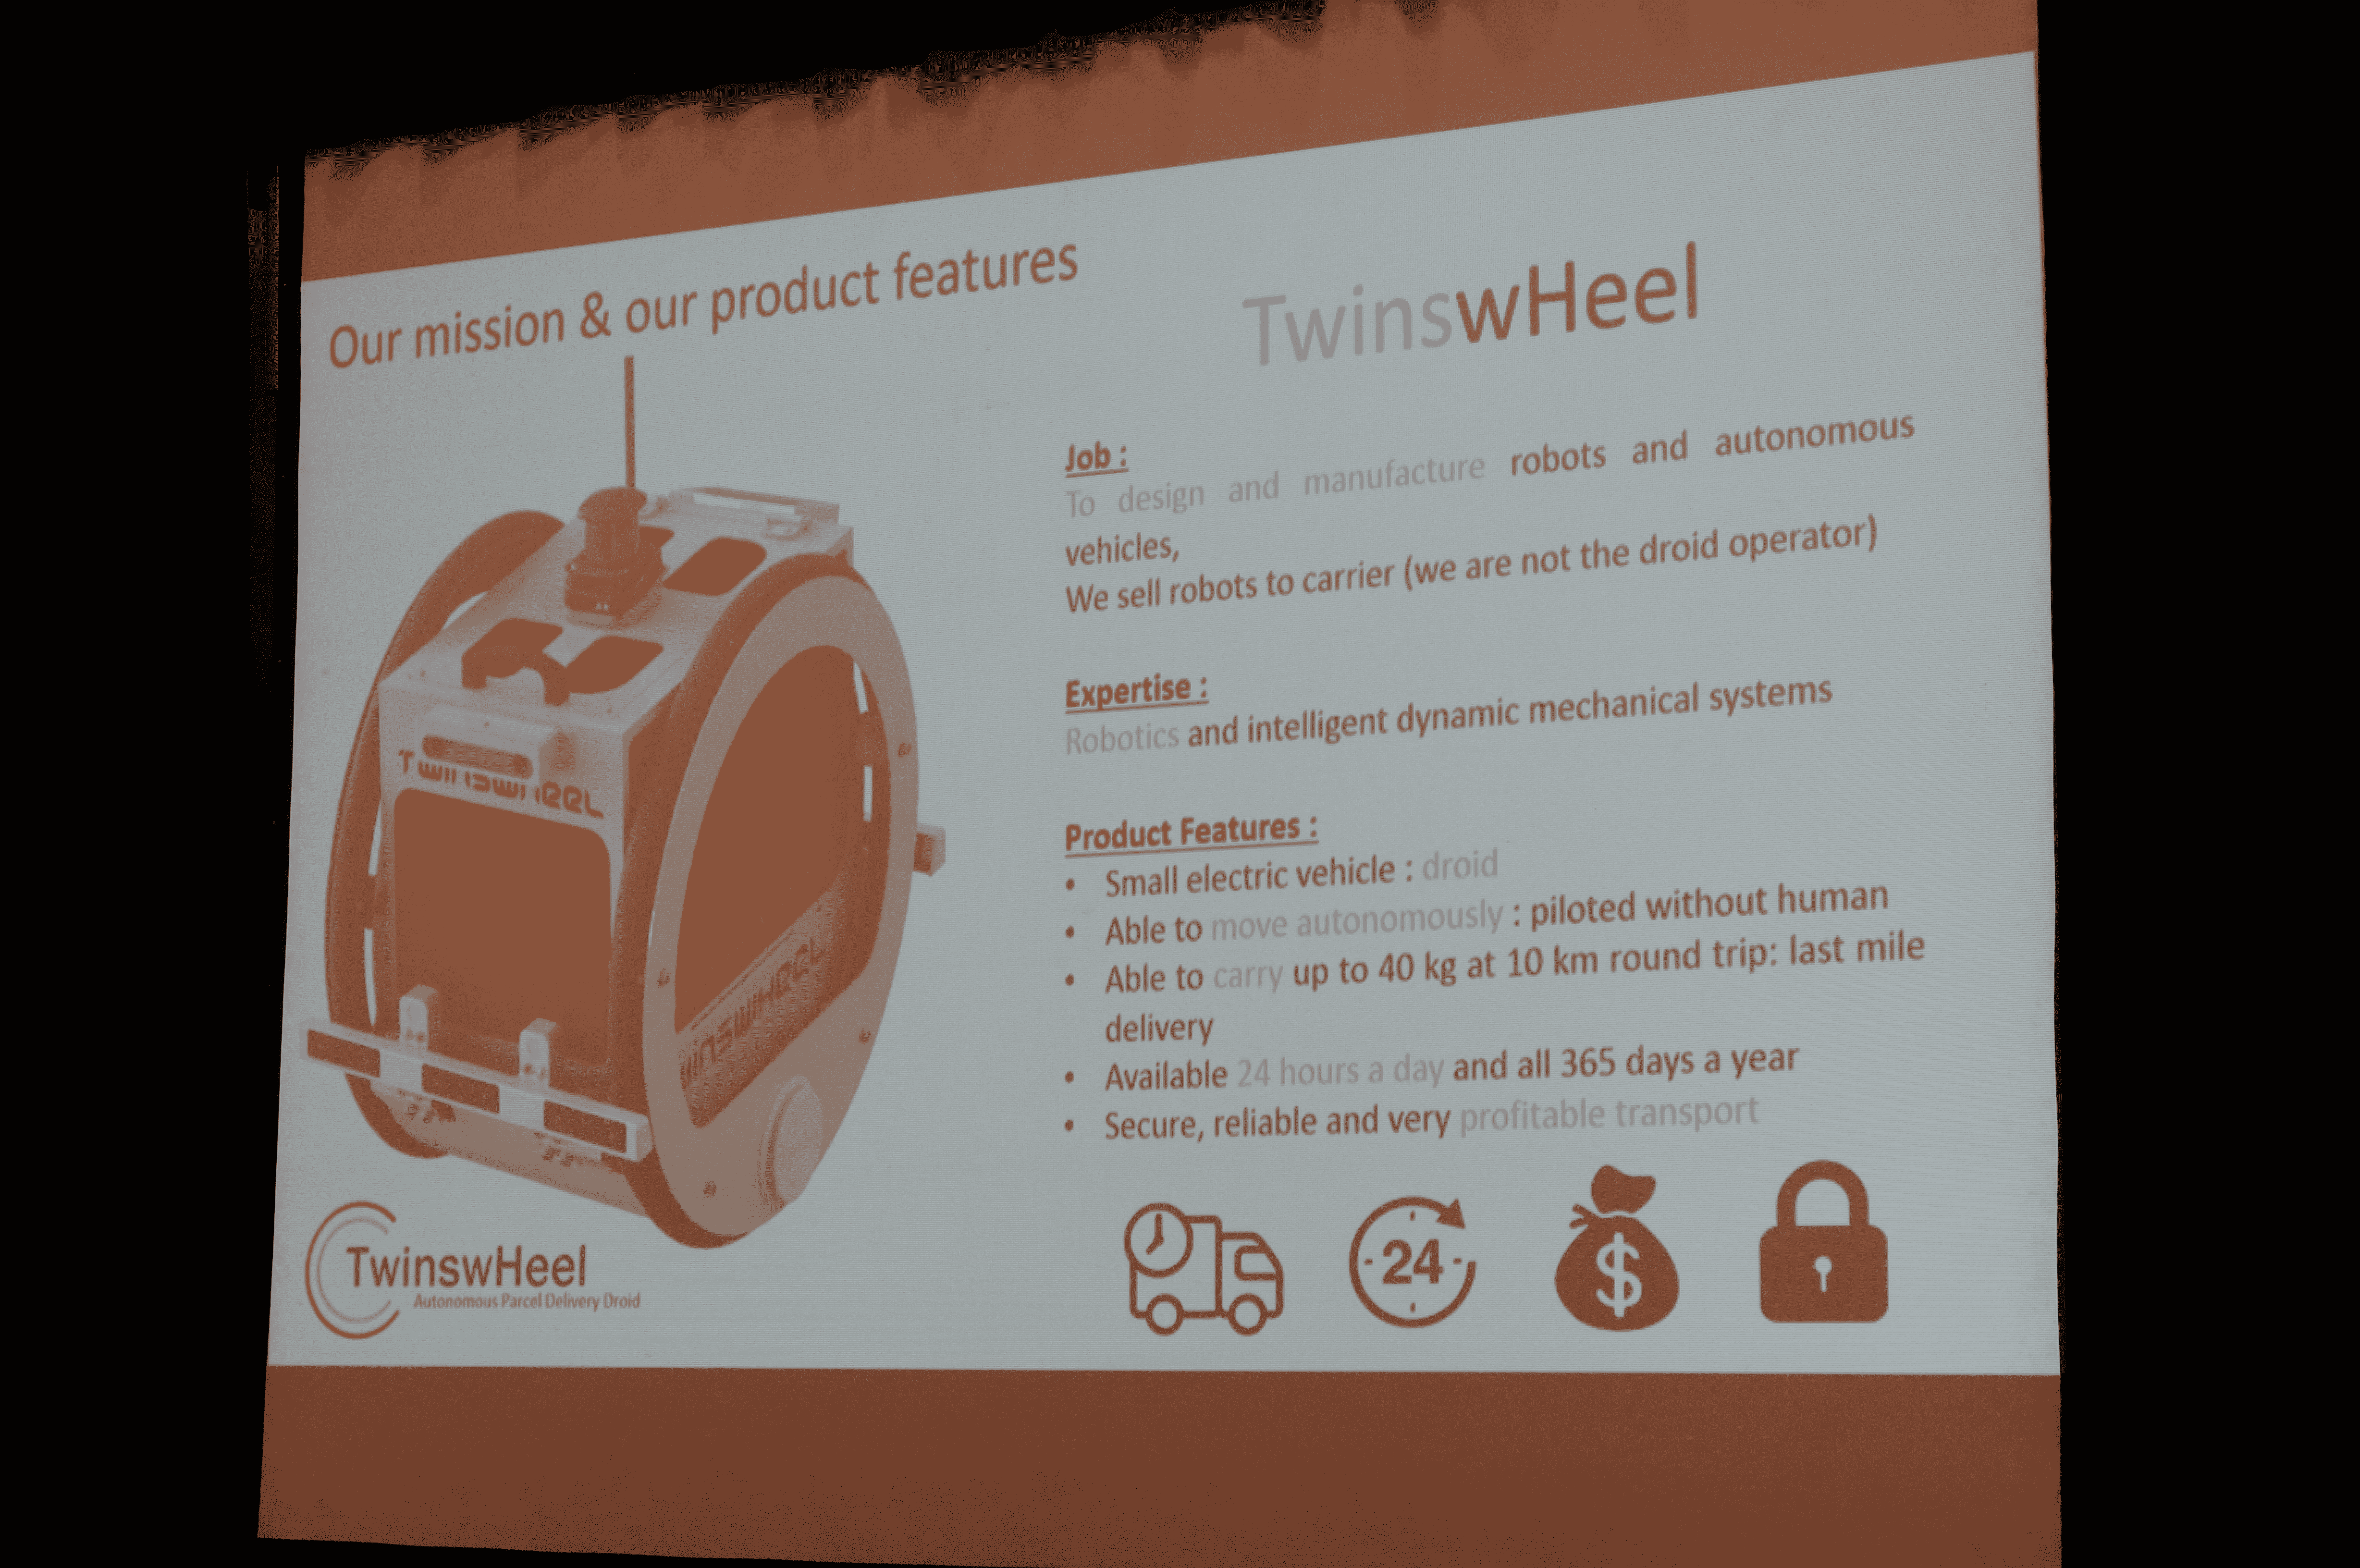 Our mission & our product features
TwinswHeel
Job :
To design and manufacture robots and autonomous
vehicles,
We sell robots to carrier (we are not the droid operator)
Expertise :
Robotics and intelligent dynamic mechanical systems
Product Features :
• Small electric vehicle : droid
• Able to move autonomously : piloted without human
• Able to carry up to 40 kg at 10 km round trip: last mile
delivery
• Available 24 hours a day and all 365 days a year
• Secure, reliable and very profitable transport
TWINSWHEEL
WINSWHEEL
24
$
TwinswHeel
Autonomous Parcel Delivery Droid